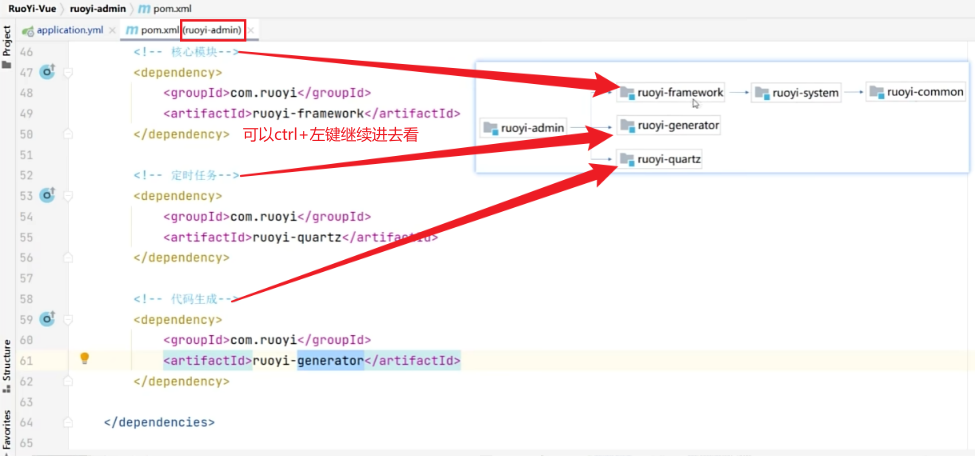 RuoYi-Vue > ruoyi-admin > pom.xml
application.yml pom.xml (ruoyi-admin)
Project
46 <!-- 核心模块-->
47 <dependency>
48 <groupId>com.ruoyi</groupId>
49 <artifactId>ruoyi-framework</artifactId>
50 </dependency>
可以ctrl+左键继续进去看
51
52 <!-- 定时任务-->
53 <dependency>
54 <groupId>com.ruoyi</groupId>
55 <artifactId>ruoyi-quartz</artifactId>
56 </dependency>
57
58 <!-- 代码生成-->
59 <dependency>
60 <groupId>com.ruoyi</groupId>
61 <artifactId>ruoyi-generator</artifactId>
62 </dependency>
63
64 </dependencies>
65
ruoyi-framework ruoyi-system ruoyi-common
ruoyi-admin ruoyi-generator
ruoyi-quartz
Structure
Favorites